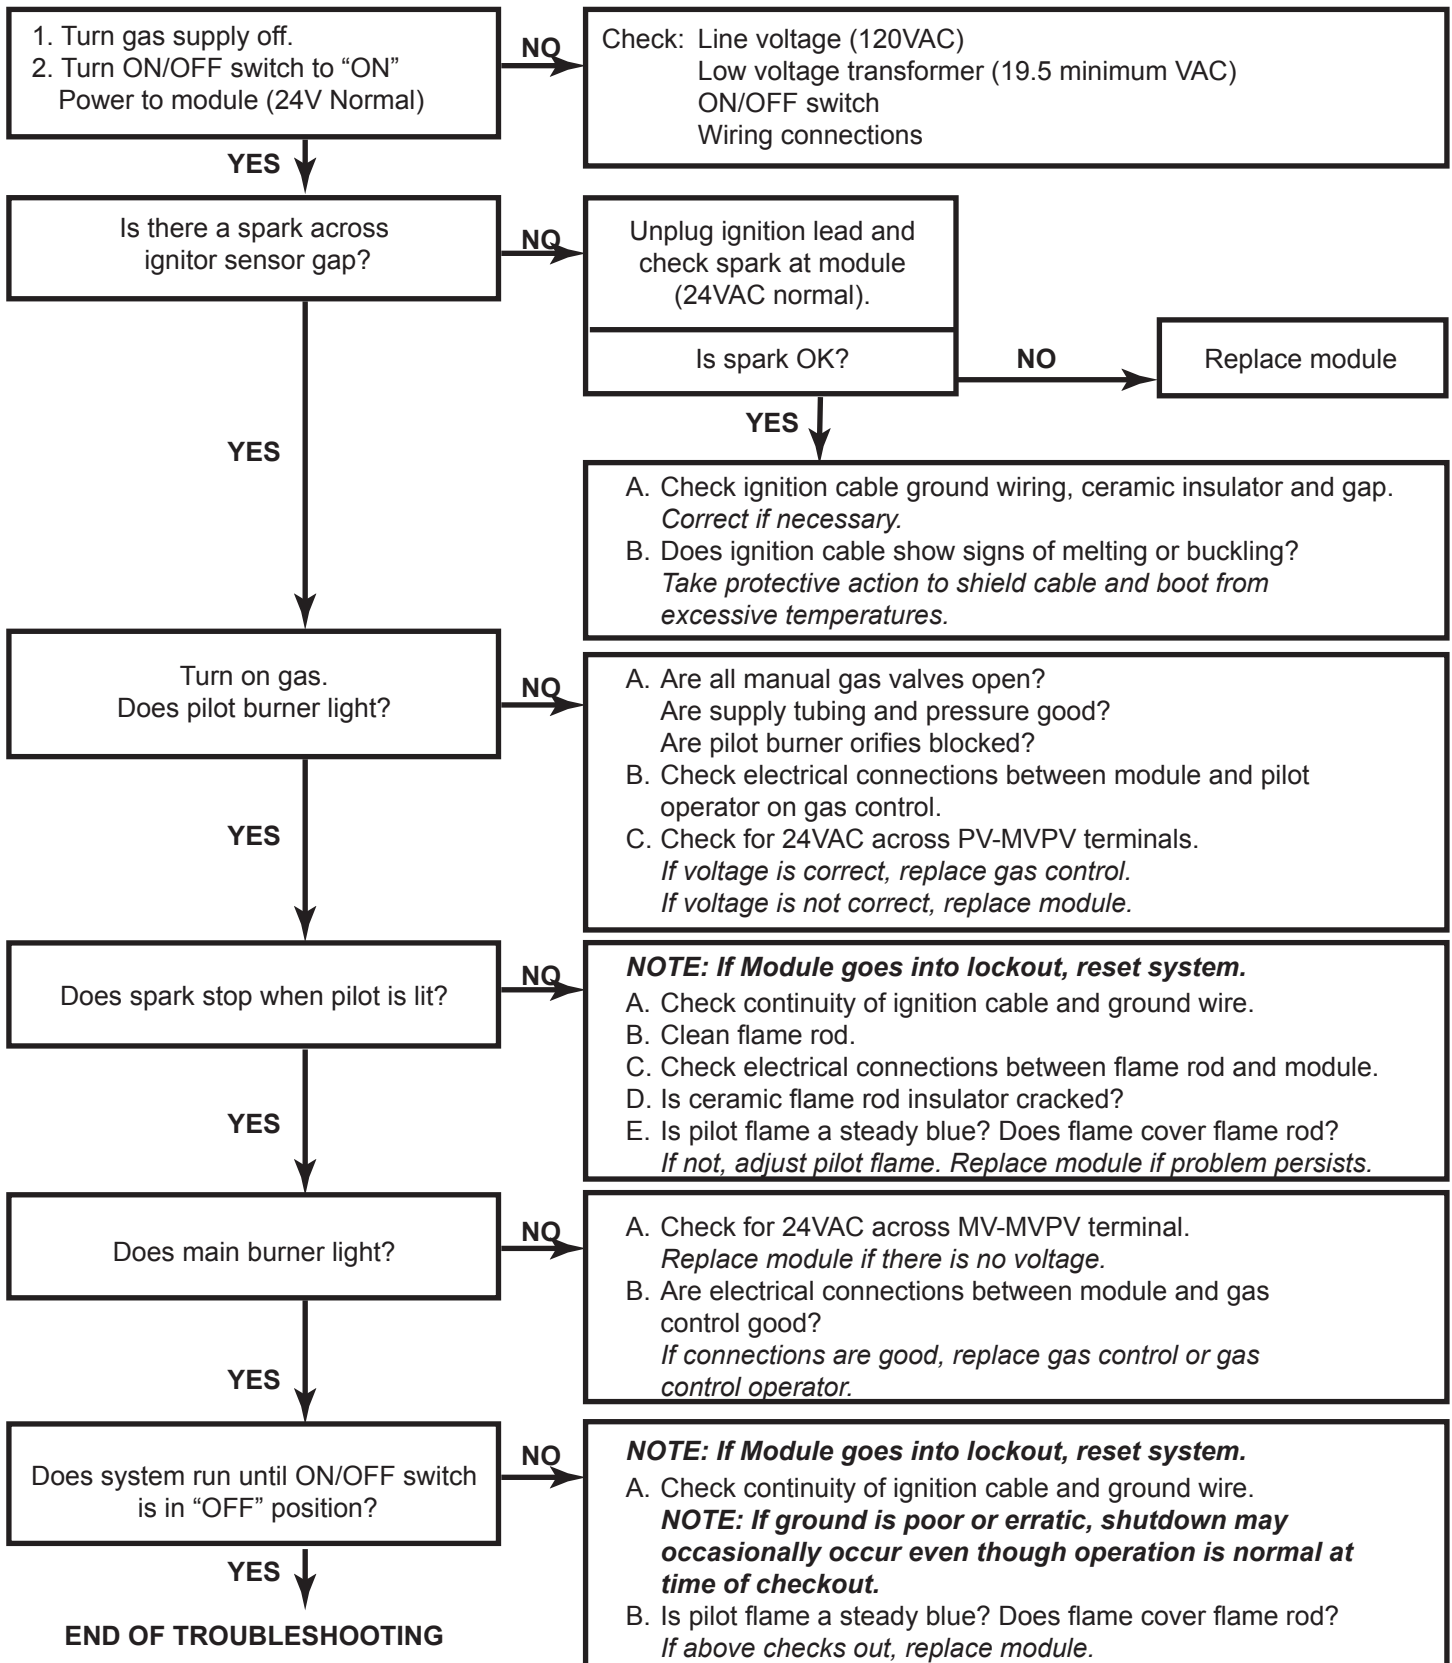 1. Turn gas supply off.
2. Turn ON/OFF switch to “ON”
Power to module (24V Normal)
NO
Check: Line voltage (120VAC)
Low voltage transformer (19.5 minimum VAC)
ON/OFF switch
Wiring connections
YES
Is there a spark across
ignitor sensor gap?
NO
Unplug ignition lead and
check spark at module
(24VAC normal).
Is spark OK?
NO
Replace module
YES
A. Check ignition cable ground wiring, ceramic insulator and gap.
Correct if necessary.
B. Does ignition cable show signs of melting or buckling?
Take protective action to shield cable and boot from
excessive temperatures.
YES
Turn on gas.
Does pilot burner light?
NO
A. Are all manual gas valves open?
Are supply tubing and pressure good?
Are pilot burner orifies blocked?
B. Check electrical connections between module and pilot
operator on gas control.
C. Check for 24VAC across PV-MVPV terminals.
If voltage is correct, replace gas control.
If voltage is not correct, replace module.
YES
Does spark stop when pilot is lit?
NO
NOTE: If Module goes into lockout, reset system.
A. Check continuity of ignition cable and ground wire.
B. Clean flame rod.
C. Check electrical connections between flame rod and module.
D. Is ceramic flame rod insulator cracked?
E. Is pilot flame a steady blue? Does flame cover flame rod?
If not, adjust pilot flame. Replace module if problem persists.
YES
Does main burner light?
NO
A. Check for 24VAC across MV-MVPV terminal.
Replace module if there is no voltage.
B. Are electrical connections between module and gas
control good?
If connections are good, replace gas control or gas
control operator.
YES
Does system run until ON/OFF switch
is in “OFF” position?
NO
NOTE: If Module goes into lockout, reset system.
A. Check continuity of ignition cable and ground wire.
NOTE: If ground is poor or erratic, shutdown may
occasionally occur even though operation is normal at
time of checkout.
B. Is pilot flame a steady blue? Does flame cover flame rod?
If above checks out, replace module.
YES
END OF TROUBLESHOOTING